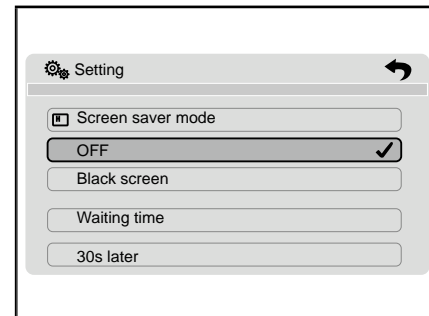 Setting
Screen saver mode
OFF
Black screen
Waiting time
30s later